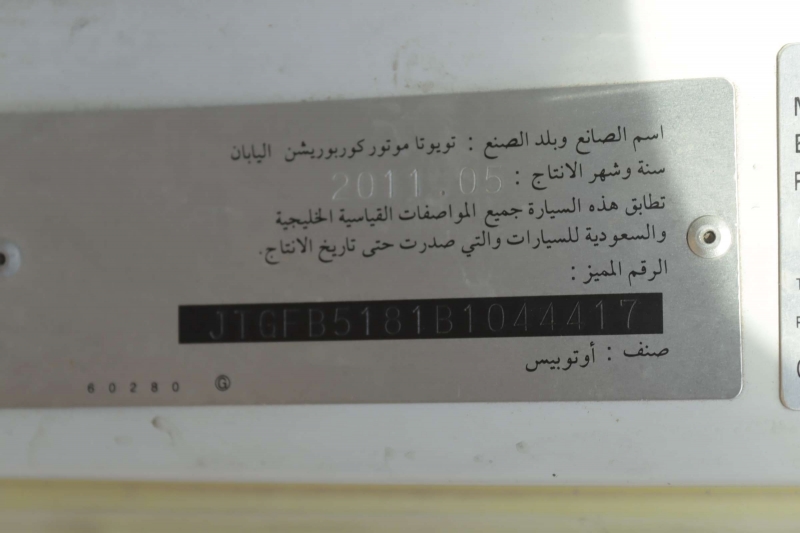 اسم الصانع وبلد الصنع : تويوتا موتور كوربوريشن اليابان
سنة وشهر الانتاج : 2011.05
تطابق هذه السيارة جميع المواصفات القياسية الخليجية
والسعودية للسيارات والتي صدرت حتى تاريخ الانتاج.
الرقم المميز :
JTGFB5181B1044417
صنف : أوتوبيس
60280 G